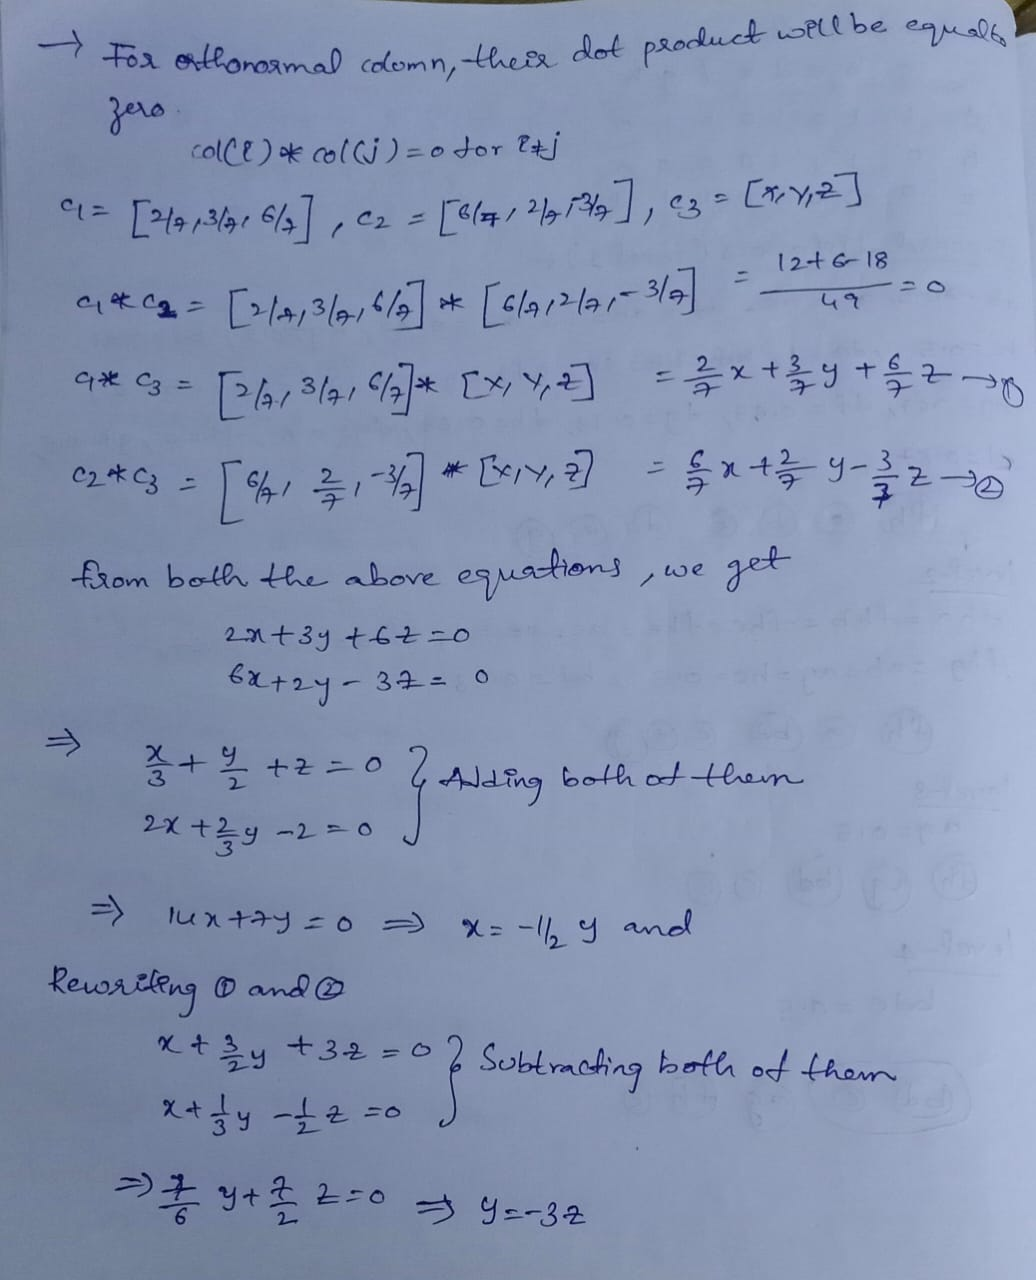 → For orthonormal colomn, their dot product will be equal to
zero.
col(i) * col(j) = 0 for i≠j
c1 = [2/7, 3/7, 6/7] , c2 = [6/7, 2/7, -3/7] , c3 = [x, y, z]
c1 * c2 = [2/7, 3/7, 6/7] * [6/7, 2/7, -3/7] = (12+6-18)/49 = 0
c1 * c3 = [2/7, 3/7, 6/7] * [x, y, z] = 2/7 x + 3/7 y + 6/7 z → ①
c2 * c3 = [6/7, 2/7, -3/7] * [x, y, z] = 6/7 x + 2/7 y - 3/7 z → ②
from both the above equations, we get
2x + 3y + 6z = 0
6x + 2y - 3z = 0
⇒ x/3 + y/2 + z = 0 } Adding both of them
2x + 2/3 y - z = 0
⇒ 14x + 7y = 0 ⇒ x = -1/2 y and
Rewriting ① and ②
x + 3/2 y + 3z = 0 } Subtracting both of them
x + 1/3 y - 1/2 z = 0
⇒ 7/6 y + 7/2 z = 0 ⇒ y = -3z